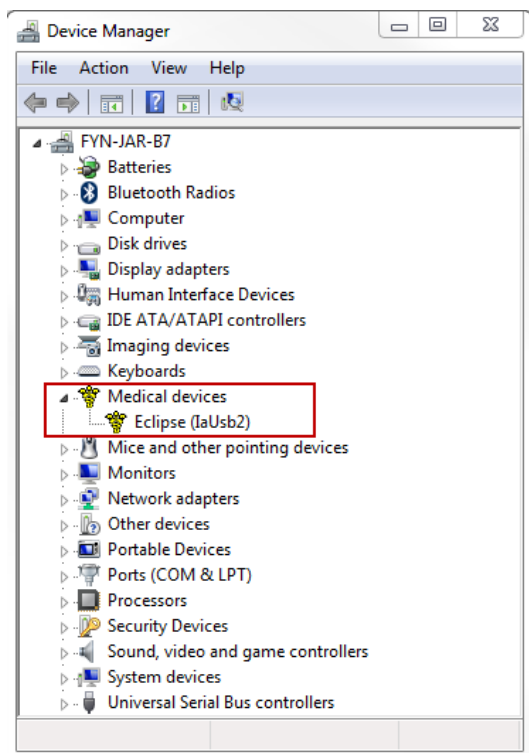 Device Manager
File Action View Help
FYN-JAR-B7
Batteries
Bluetooth Radios
Computer
Disk drives
Display adapters
Human Interface Devices
IDE ATA/ATAPI controllers
Imaging devices
Keyboards
Medical devices
Eclipse (IaUsb2)
Mice and other pointing devices
Monitors
Network adapters
Other devices
Portable Devices
Ports (COM & LPT)
Processors
Security Devices
Sound, video and game controllers
System devices
Universal Serial Bus controllers